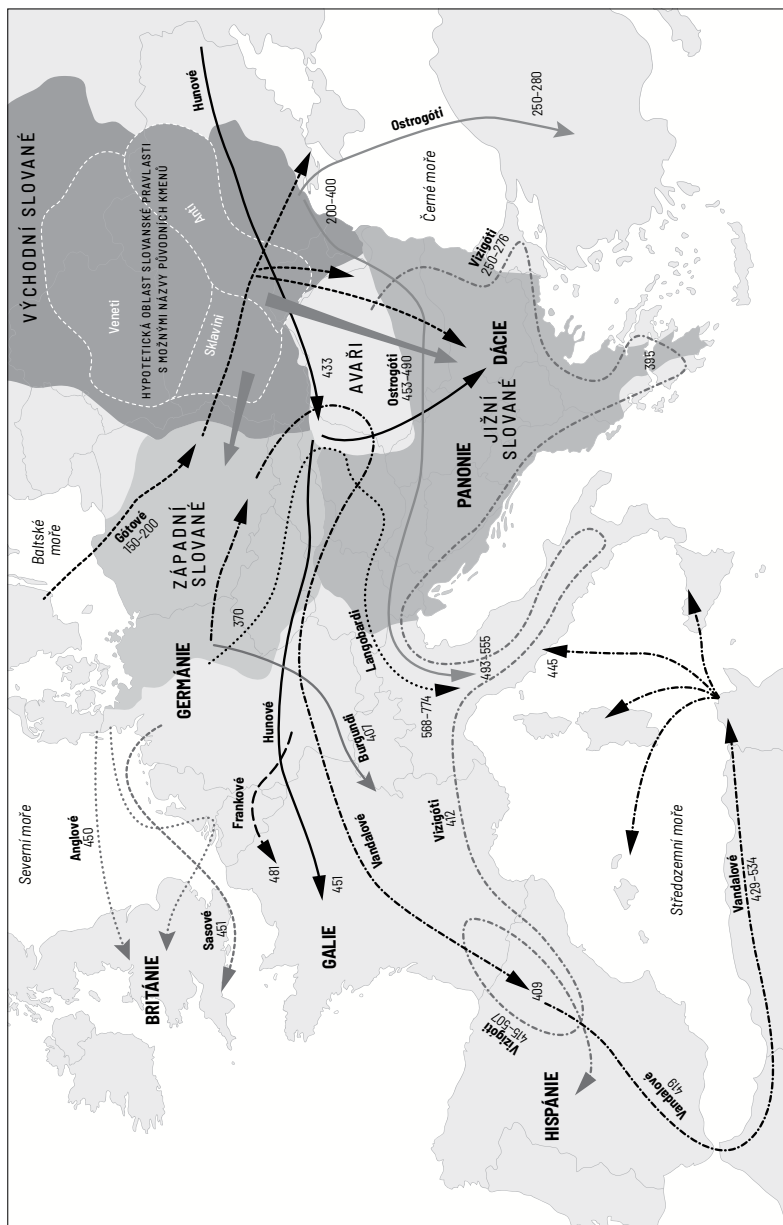 Severní moře
Baltské
moře
VÝCHODNÍ SLOVANÉ
Veneti
Sklavini
Anti
HYPOTETICKÁ OBLAST SLOVANSKÉ PRAVLASTI
S MOŽNÝMI NÁZVY PŮVODNÍCH KMENŮ
Hunové
Gótové
150–200
ZÁPADNÍ
SLOVANÉ
Anglové
450
Sasové
451
BRITÁNIE
GERMÁNIE
370
200–400
Ostrogóti
250–280
Černé moře
433
AVAŘI
Ostrogóti
453–490
Vizigóti
250–276
DÁCIE
JIŽNÍ
SLOVANÉ
PANONIE
395
Hunové
Frankové
481
451
GALIE
Burgundi
407
Langobardi
568–774
493–555
Vandalové
Vizigóti
412
445
Vizigóti
415–507
409
HISPÁNIE
Středozemní moře
Vandalové
419
Vandalové
429–534